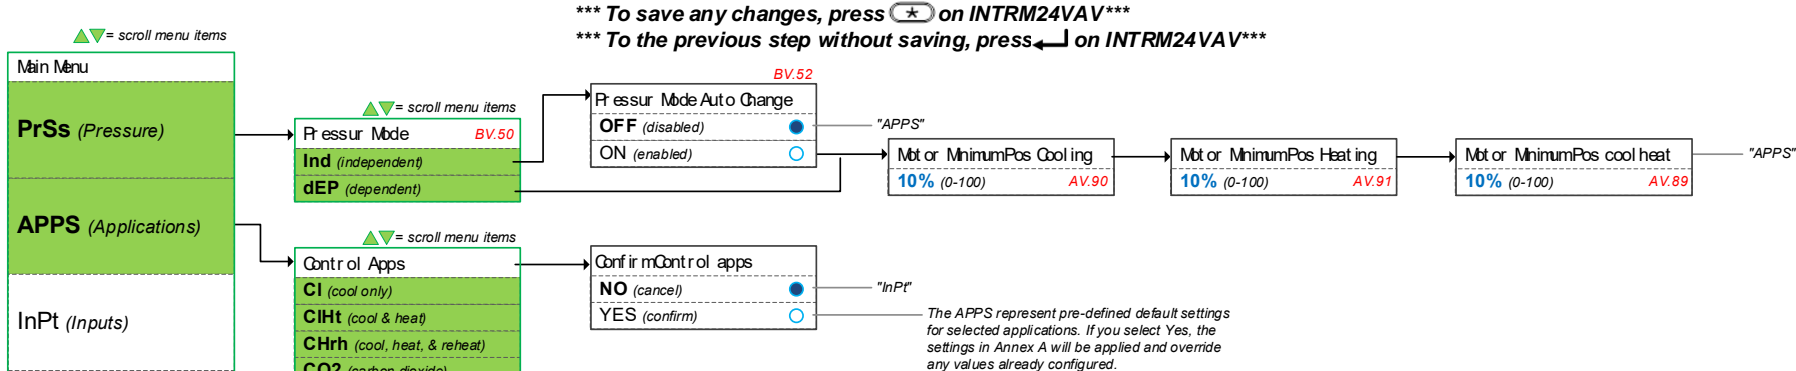 *** To save any changes, press * on INTRM24VAV***
*** To the previous step without saving, press on INTRM24VAV***
= scroll menu items
Main Menu
PrSs (Pressure)
APPS (Applications)
InPt (Inputs)
= scroll menu items
Pressur Mode BV.50
Ind (independent)
dEP (dependent)
BV.52
Pressur Mode Auto Change
OFF (disabled)
"APPS"
ON (enabled)
Motor MinimumPos Cooling
10% (0-100) AV.90
Motor MinimumPos Heating
10% (0-100) AV.91
Motor MinimumPos cool heat
10% (0-100) AV.89
"APPS"
= scroll menu items
Control Apps
Cl (cool only)
ClHt (cool & heat)
CHrh (cool, heat, & reheat)
CO2 (carbon dioxide)
Confirm Control apps
NO (cancel)
"InPt"
YES (confirm)
The APPS represent pre-defined default settings
for selected applications. If you select Yes, the
settings in Annex A will be applied and override
any values already configured.